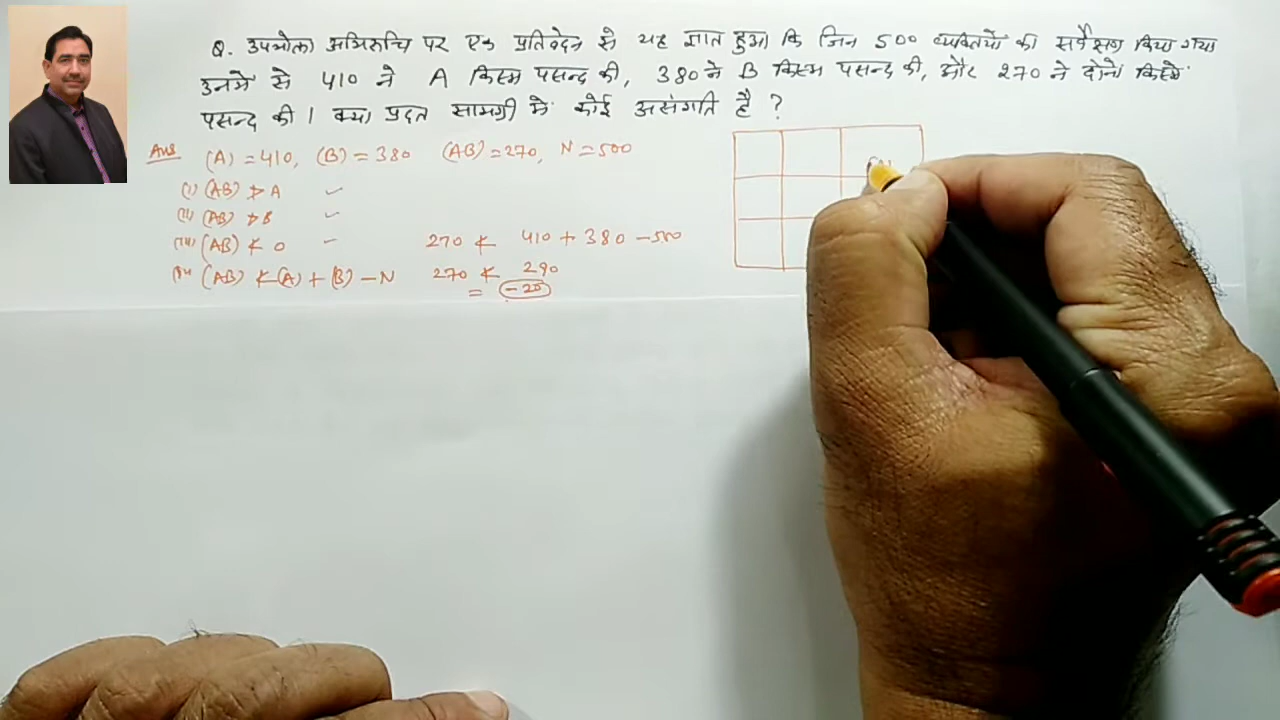 Q. उपभोक्ता अभिरुचि पर एक प्रतिवेदन से यह ज्ञात हुआ कि जिन 500 व्यक्तियों का सर्वेक्षण किया गया
उनमें से 410 ने A किस्म पसन्द की, 380 ने B किस्म पसन्द की, और 270 ने दोनों किस्में
पसन्द की। क्या प्रदत्त सामग्री में कोई असंगति है ?
Ans (A) = 410, (B) = 380 (AB) = 270, N = 500
(i) (AB) ≯ A ✓
(ii) (AB) ≯ B ✓
(iii) (AB) ≮ 0 ✓ 270 ≮ 410 + 380 - 500
(iv) (AB) ≮ (A) + (B) - N 270 ≮ 290
= -20